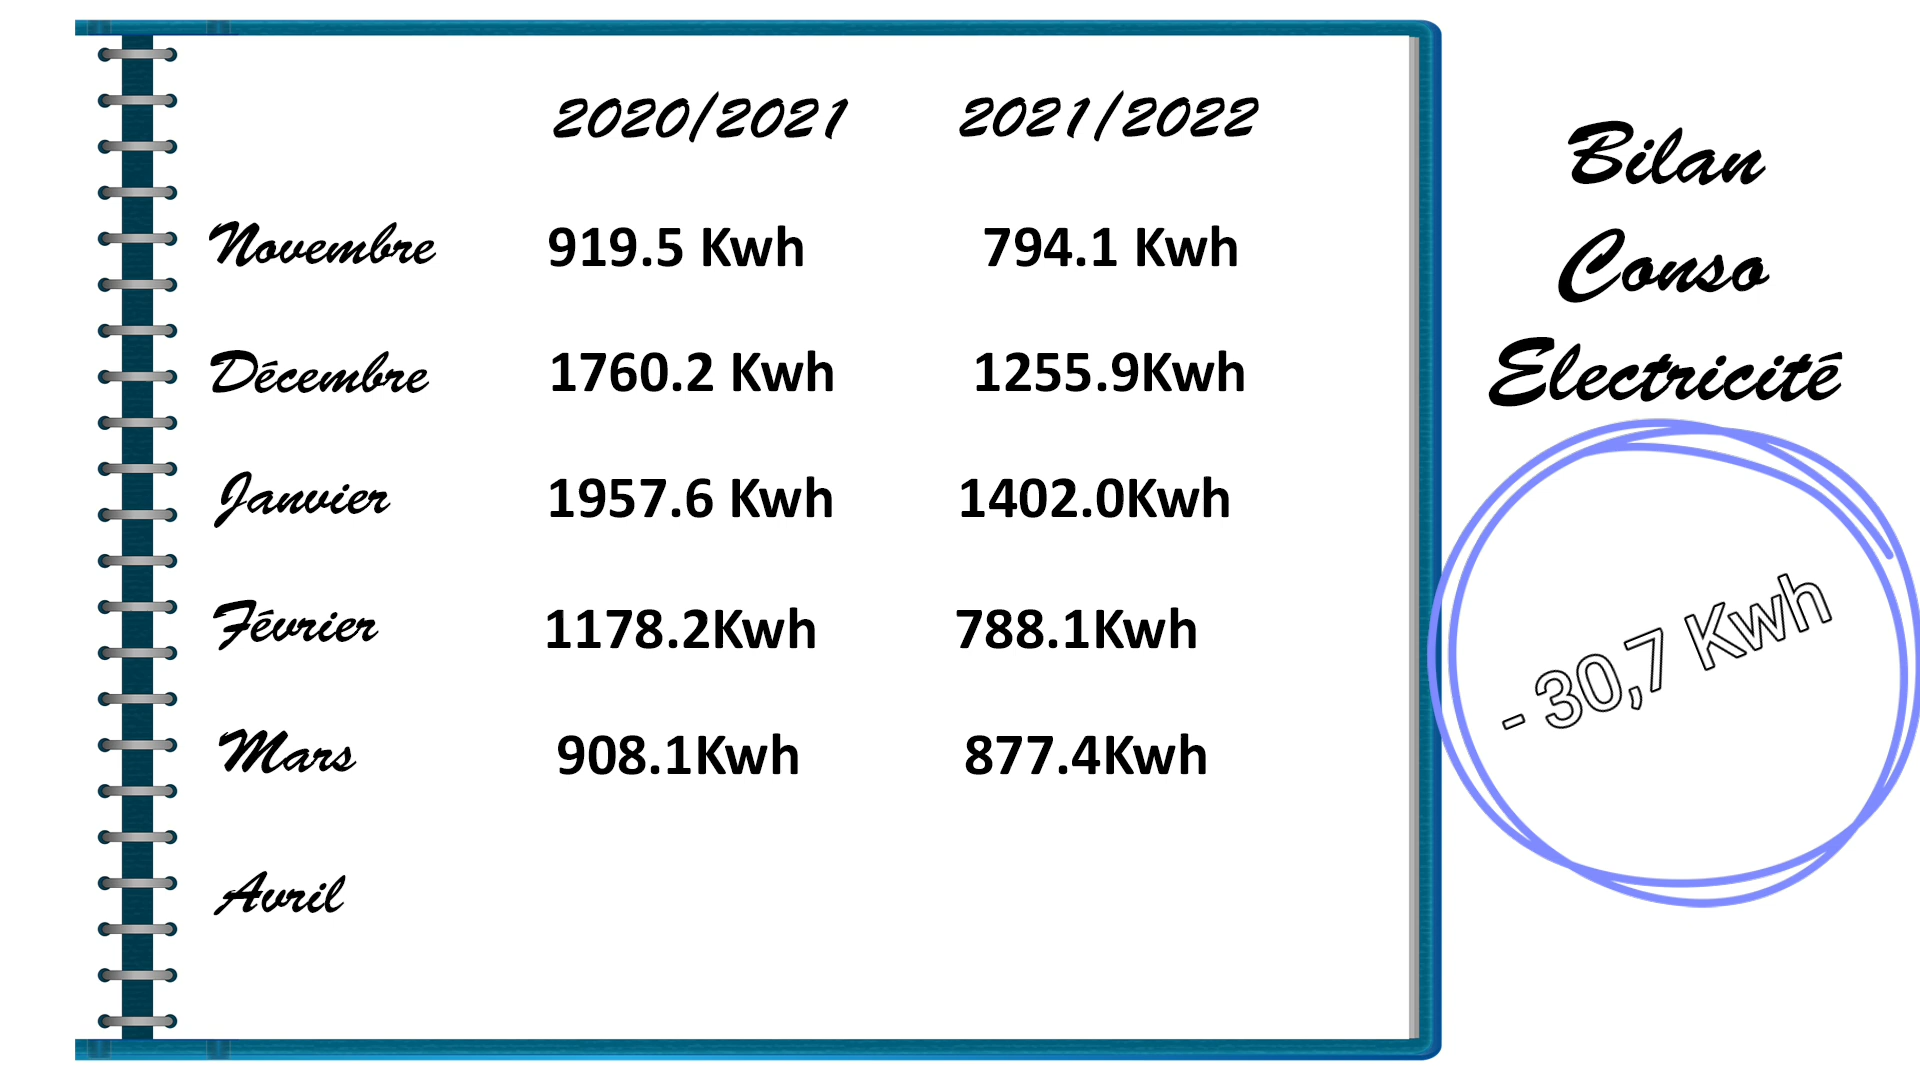 2020/2021 2021/2022
Novembre 919.5 Kwh 794.1 Kwh
Décembre 1760.2 Kwh 1255.9Kwh
Janvier 1957.6 Kwh 1402.0Kwh
Février 1178.2Kwh 788.1Kwh
Mars 908.1Kwh 877.4Kwh
Avril
Bilan
Conso
Electricité
- 30,7 Kwh